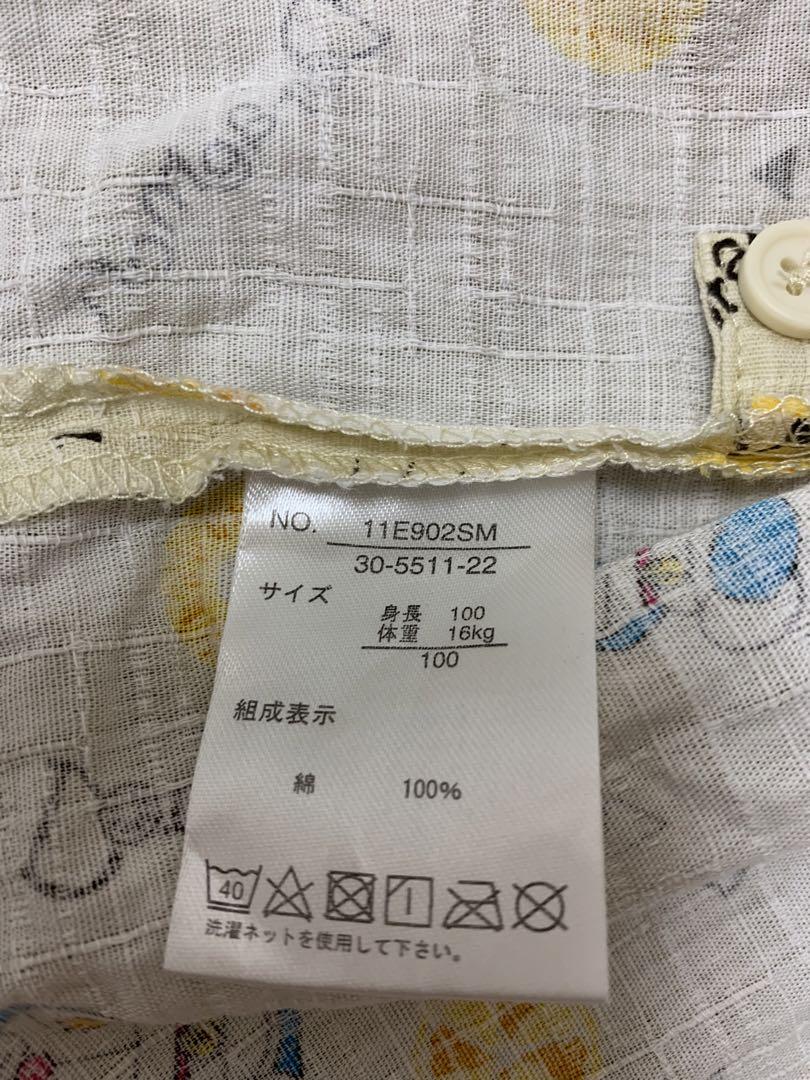 NO. 11E902SM
30-5511-22
サイズ
身長 100
体重 16kg
100
組成表示
綿 100%
40
洗濯ネットを使用して下さい。